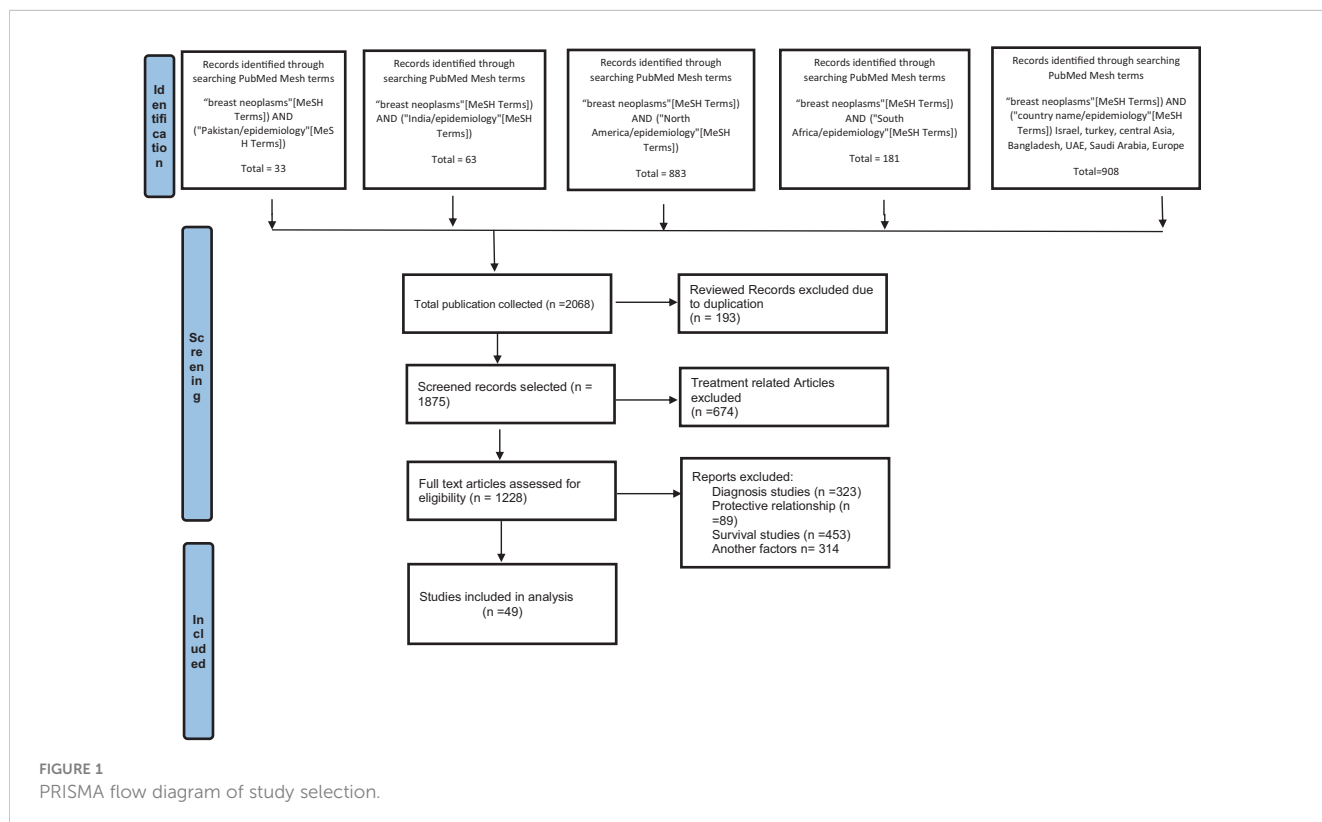 Id
en
tifi
ca
tio
n
Records identified through
searching PubMed Mesh terms
“breast neoplasms"[MeSH
Terms]) AND
("Pakistan/epidemiology"[MeS
H Terms])
Total = 33
Records identified through
searching PubMed Mesh terms
“breast neoplasms"[MeSH Terms])
AND ("India/epidemiology"[MeSH
Terms])
Total = 63
Records identified through
searching PubMed Mesh terms
“breast neoplasms"[MeSH
Terms]) AND ("North
America/epidemiology"[MeSH
Terms])
Total = 883
Records identified through
searching PubMed Mesh terms
“breast neoplasms"[MeSH Terms])
AND ("South
Africa/epidemiology"[MeSH Terms])
Total = 181
Records identified through searching
PubMed Mesh terms
“breast neoplasms"[MeSH Terms]) AND
("country name/epidemiology"[MeSH
Terms]) Israel, turkey, central Asia,
Bangladesh, UAE, Saudi Arabia, Europe
Total=908
Sc
re
en
in
g
Total publication collected (n =2068)
Reviewed Records excluded due
to duplication
(n = 193)
Screened records selected (n =
1875)
Treatment related Articles
excluded
(n =674)
Full text articles assessed for
eligibility (n = 1228)
Reports excluded:
Diagnosis studies (n =323)
Protective relationship (n
=89)
Survival studies (n =453)
Another factors n= 314
In
cl
ud
ed
Studies included in analysis
(n =49)
FIGURE 1
PRISMA flow diagram of study selection.